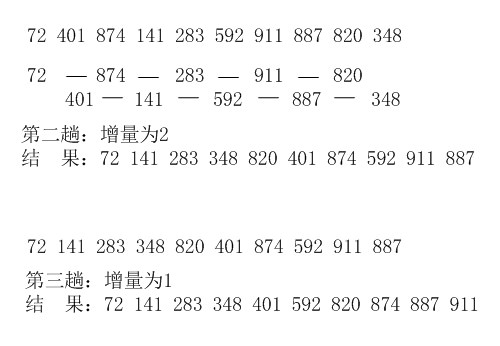 72 401 874 141 283 592 911 887 820 348
72 — 874 — 283 — 911 — 820
401 — 141 — 592 — 887 — 348
第二趟：增量为2
结　果：72 141 283 348 820 401 874 592 911 887
72 141 283 348 820 401 874 592 911 887
第三趟：增量为1
结　果：72 141 283 348 401 592 820 874 887 911